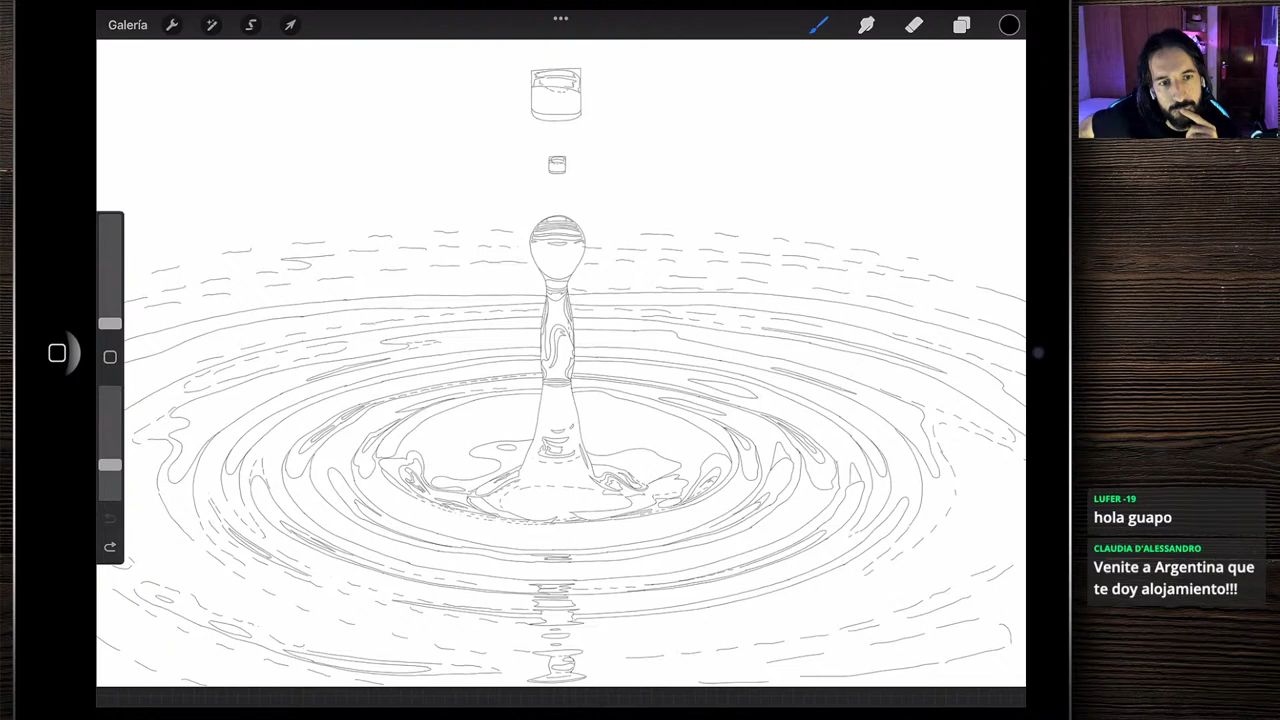 Galería
LUFER -19
hola guapo
CLAUDIA D'ALESSANDRO
Venite a Argentina que
te doy alojamiento!!!